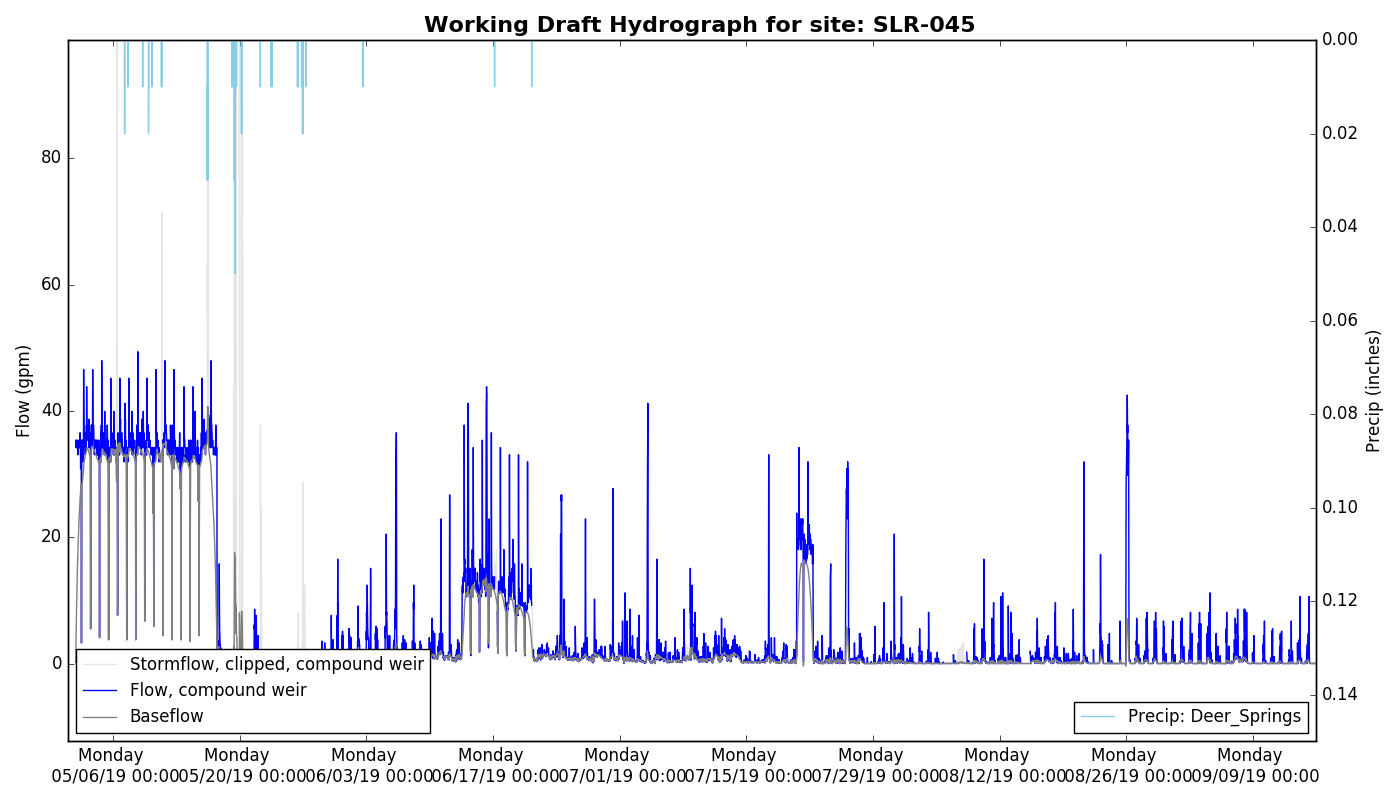 Working Draft Hydrograph for site: SLR-045
Flow (gpm)
80
60
40
20
0
Precip (inches)
0.00
0.02
0.04
0.06
0.08
0.10
0.12
0.14
Stormflow, clipped, compound weir
Flow, compound weir
Baseflow
Precip: Deer_Springs
Monday Monday Monday Monday Monday Monday Monday Monday Monday Monday
05/06/19 00:00 05/20/19 00:00 06/03/19 00:00 06/17/19 00:00 07/01/19 00:00 07/15/19 00:00 07/29/19 00:00 08/12/19 00:00 08/26/19 00:00 09/09/19 00:00